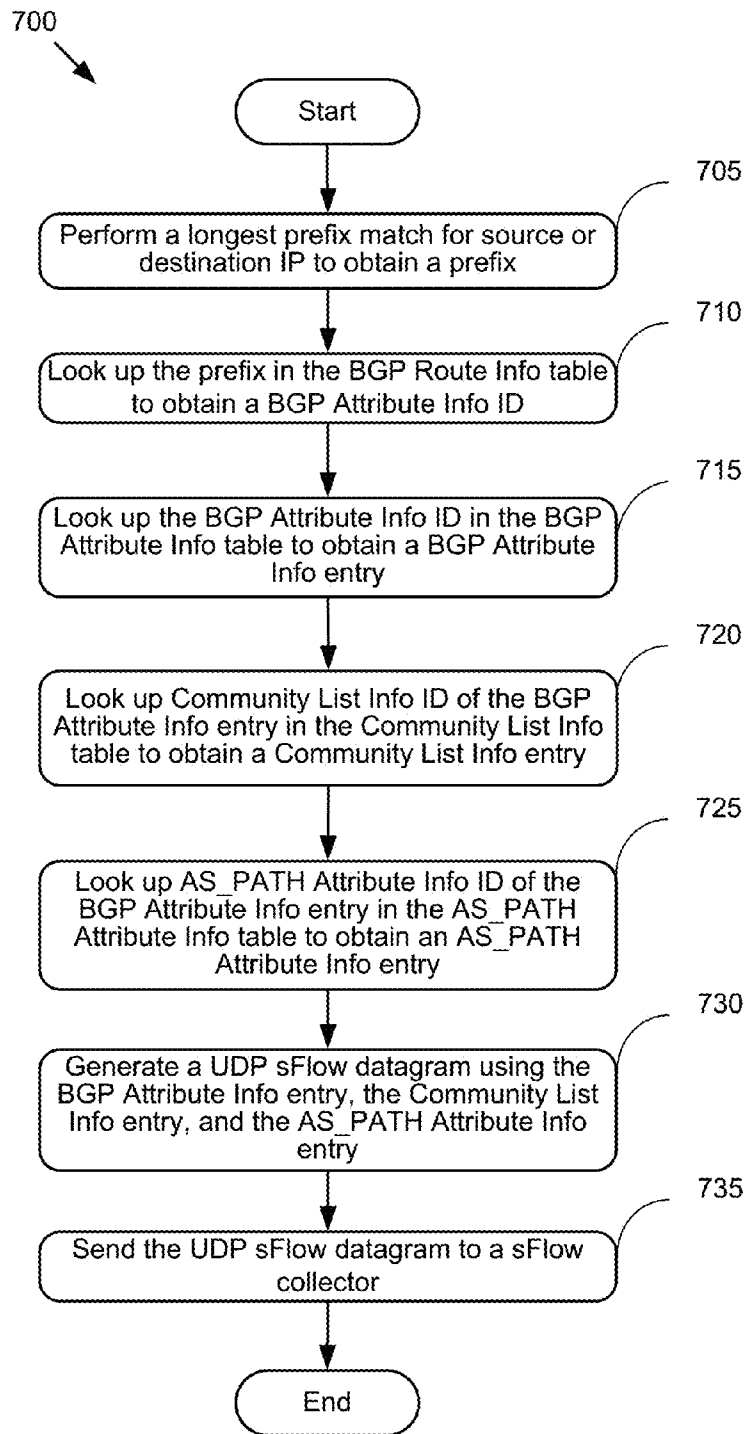 700
Start
705
Perform a longest prefix match for source or
destination IP to obtain a prefix
710
Look up the prefix in the BGP Route Info table
to obtain a BGP Attribute Info ID
715
Look up the BGP Attribute Info ID in the BGP
Attribute Info table to obtain a BGP Attribute
Info entry
720
Look up Community List Info ID of the BGP
Attribute Info entry in the Community List Info
table to obtain a Community List Info entry
725
Look up AS_PATH Attribute Info ID of the
BGP Attribute Info entry in the AS_PATH
Attribute Info table to obtain an AS_PATH
Attribute Info entry
730
Generate a UDP sFlow datagram using the
BGP Attribute Info entry, the Community List
Info entry, and the AS_PATH Attribute Info
entry
735
Send the UDP sFlow datagram to a sFlow
collector
End